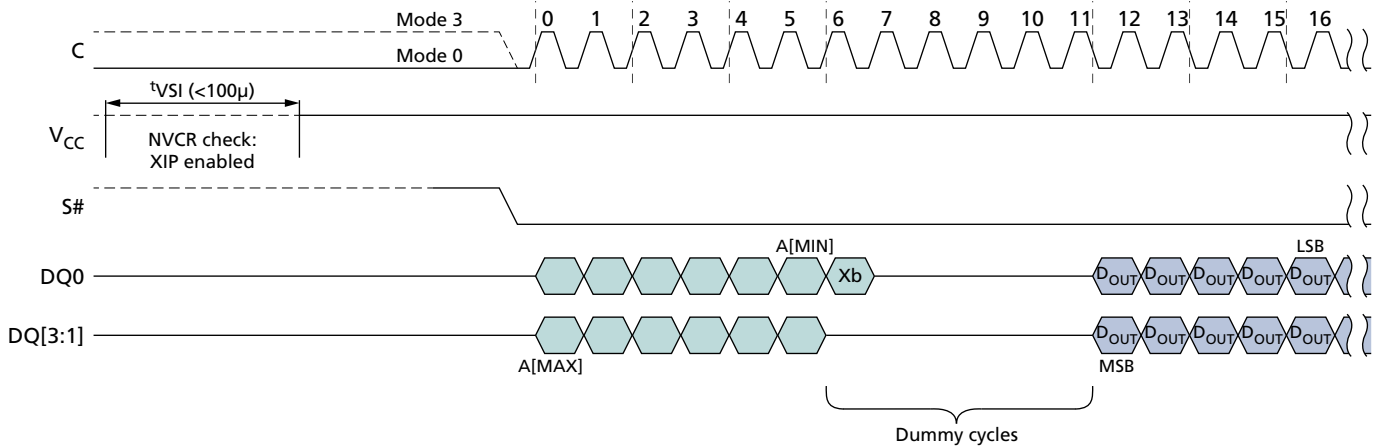 Mode 3
0 1 2 3 4 5 6 7 8 9 10 11 12 13 14 15 16
C
Mode 0
tVSI (<100µ)
VCC
NVCR check:
XIP enabled
S#
A[MIN]
LSB
DQ0
Xb
DOUT DOUT DOUT DOUT DOUT
DQ[3:1]
DOUT DOUT DOUT DOUT DOUT
A[MAX]
MSB
Dummy cycles